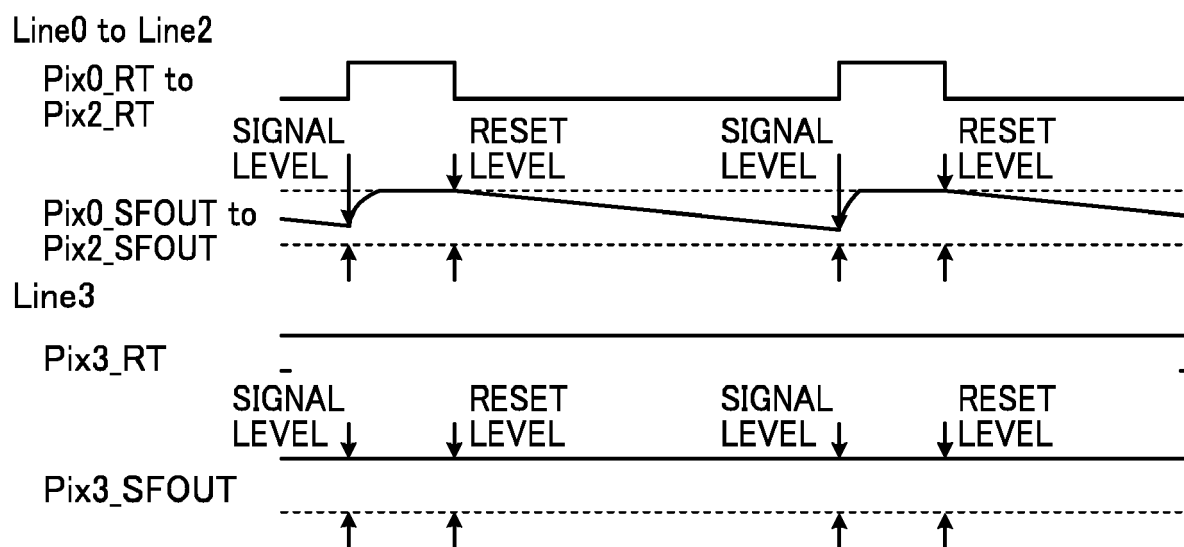 Line0 to Line2
Pix0_RT to
Pix2_RT
SIGNAL
LEVEL
RESET
LEVEL
SIGNAL
LEVEL
RESET
LEVEL
Pix0_SFOUT to
Pix2_SFOUT
Line3
Pix3_RT
SIGNAL
LEVEL
RESET
LEVEL
SIGNAL
LEVEL
RESET
LEVEL
Pix3_SFOUT